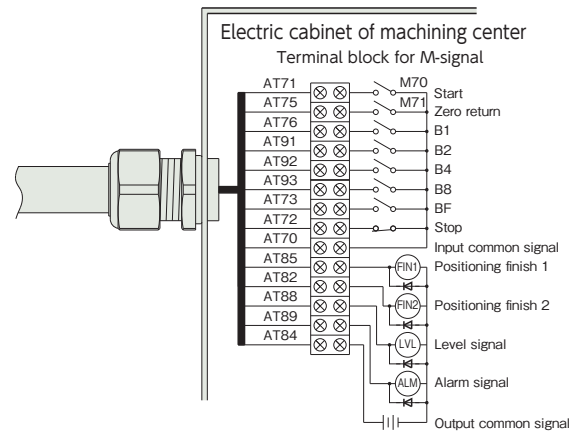 Electric cabinet of machining center
Terminal block for M-signal
AT71 M70 Start
AT75 M71 Zero return
AT76 B1
AT91 B2
AT92 B4
AT93 B8
AT73 BF
AT72 Stop
AT70 Input common signal
AT85 FIN1 Positioning finish 1
AT82 FIN2 Positioning finish 2
AT88 LVL Level signal
AT89 ALM Alarm signal
AT84 Output common signal